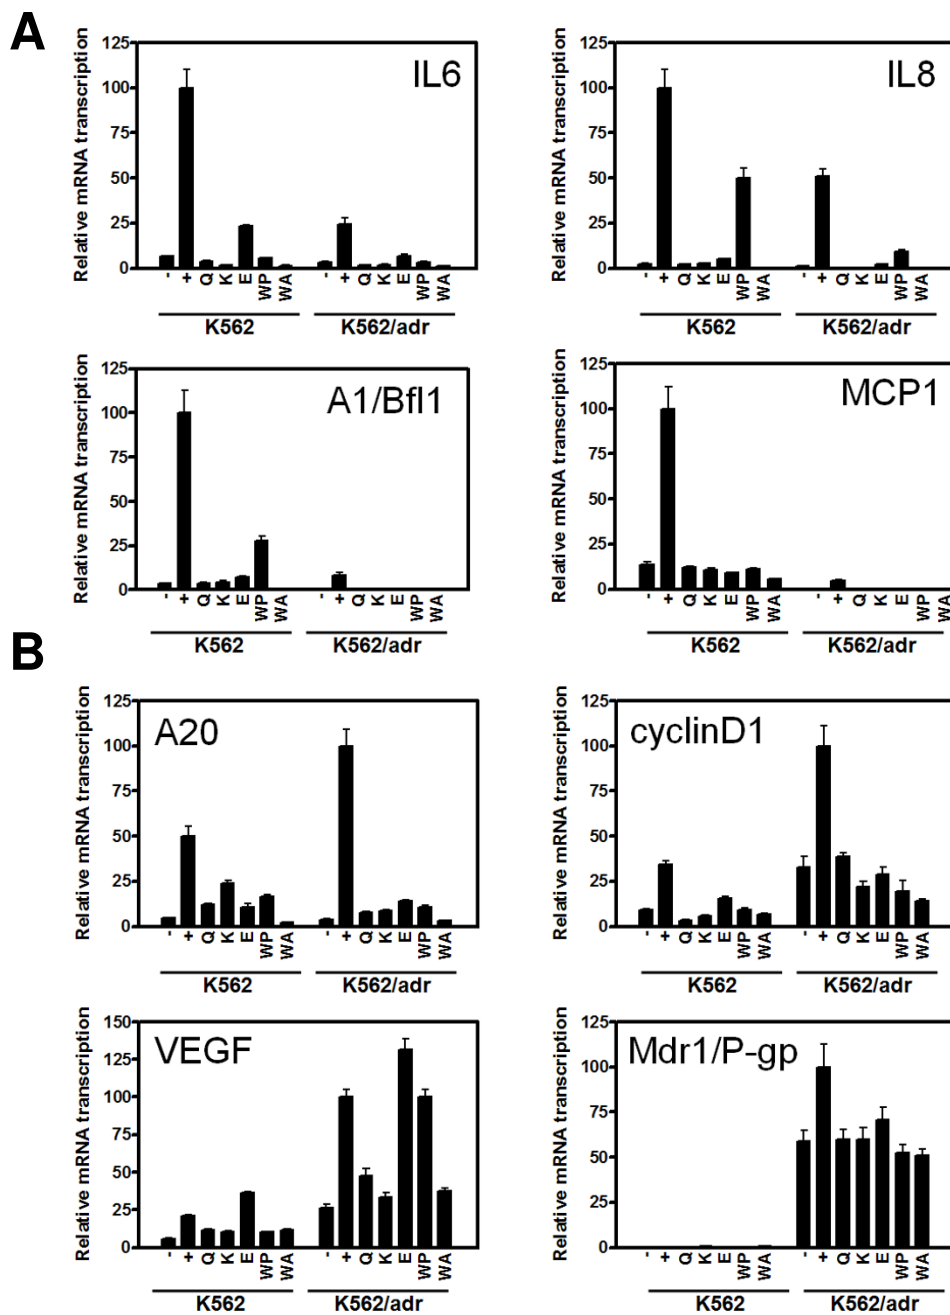 A
Relative mRNA transcription
125
100
75
50
25
0
IL6
- + Q K E WP WA - + Q K E WP WA
K562 K562/adr
Relative mRNA transcription
125
100
75
50
25
0
IL8
- + Q K E WP WA - + Q K E WP WA
K562 K562/adr
Relative mRNA transcription
125
100
75
50
25
0
A1/Bfl1
- + Q K E WP WA - + Q K E WP WA
K562 K562/adr
Relative mRNA transcription
125
100
75
50
25
0
MCP1
- + Q K E WP WA - + Q K E WP WA
K562 K562/adr
B
Relative mRNA transcription
125
100
75
50
25
0
A20
- + Q K E WP WA - + Q K E WP WA
K562 K562/adr
Relative mRNA transcription
125
100
75
50
25
0
cyclinD1
- + Q K E WP WA - + Q K E WP WA
K562 K562/adr
Relative mRNA transcription
150
125
100
75
50
25
0
VEGF
- + Q K E WP WA - + Q K E WP WA
K562 K562/adr
Relative mRNA transcription
125
100
75
50
25
0
Mdr1/P-gp
- + Q K E WP WA - + Q K E WP WA
K562 K562/adr